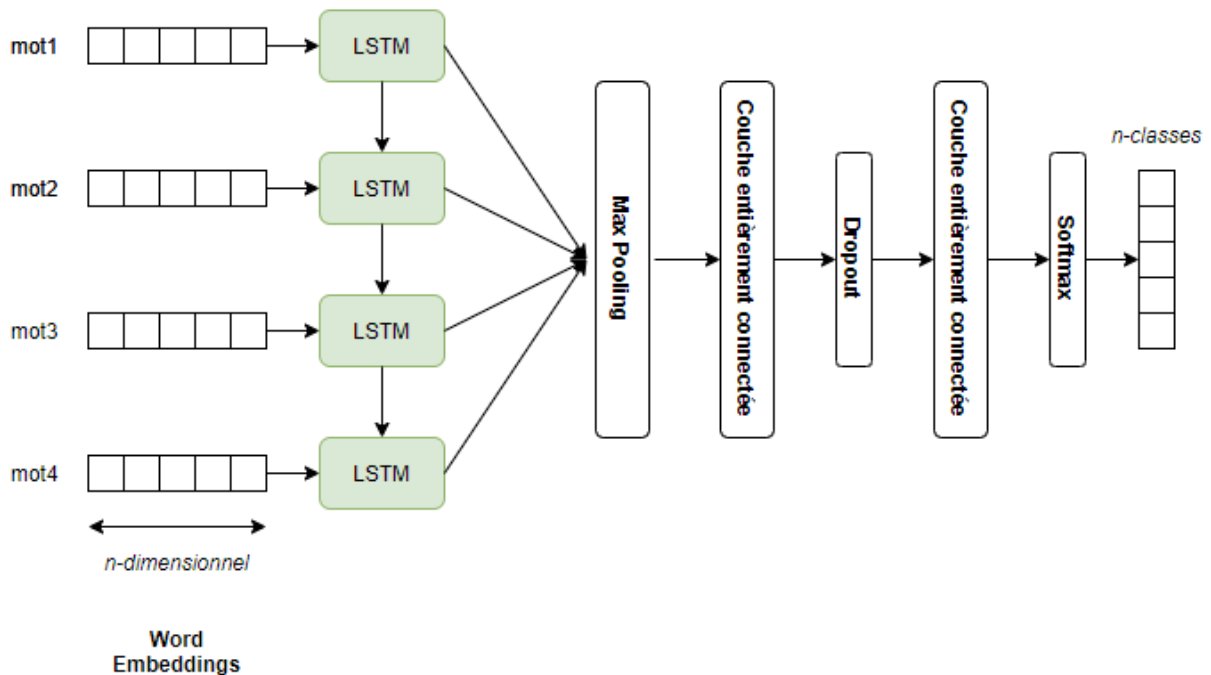 mot1
LSTM
mot2
LSTM
mot3
LSTM
mot4
LSTM
n-dimensionnel
Word
Embeddings
Max Pooling
Couche entièrement connectée
Dropout
Couche entièrement connectée
Softmax
n-classes